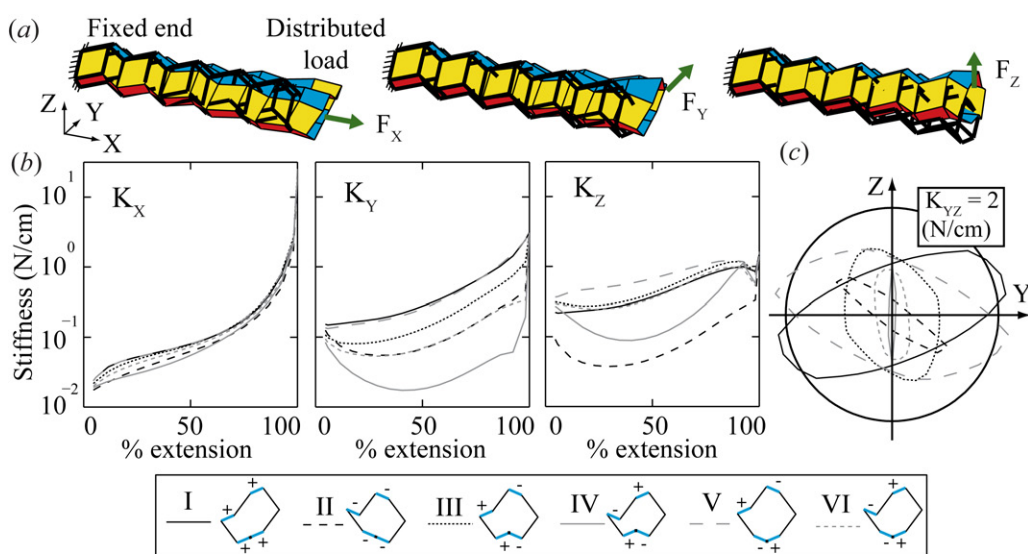 (a) Fixed end Distributed load
F_X
F_Y
F_Z
Z Y X
(b) Stiffness (N/cm)
10^1
10^0
10^-1
10^-2
K_X
0 50 100
% extension
K_Y
0 50 100
% extension
K_Z
0 50 100
% extension
(c) Z
K_YZ = 2
(N/cm)
Y
I + + + +
II - - - -
III + - + -
IV - + + -
V + - - +
VI - + - +